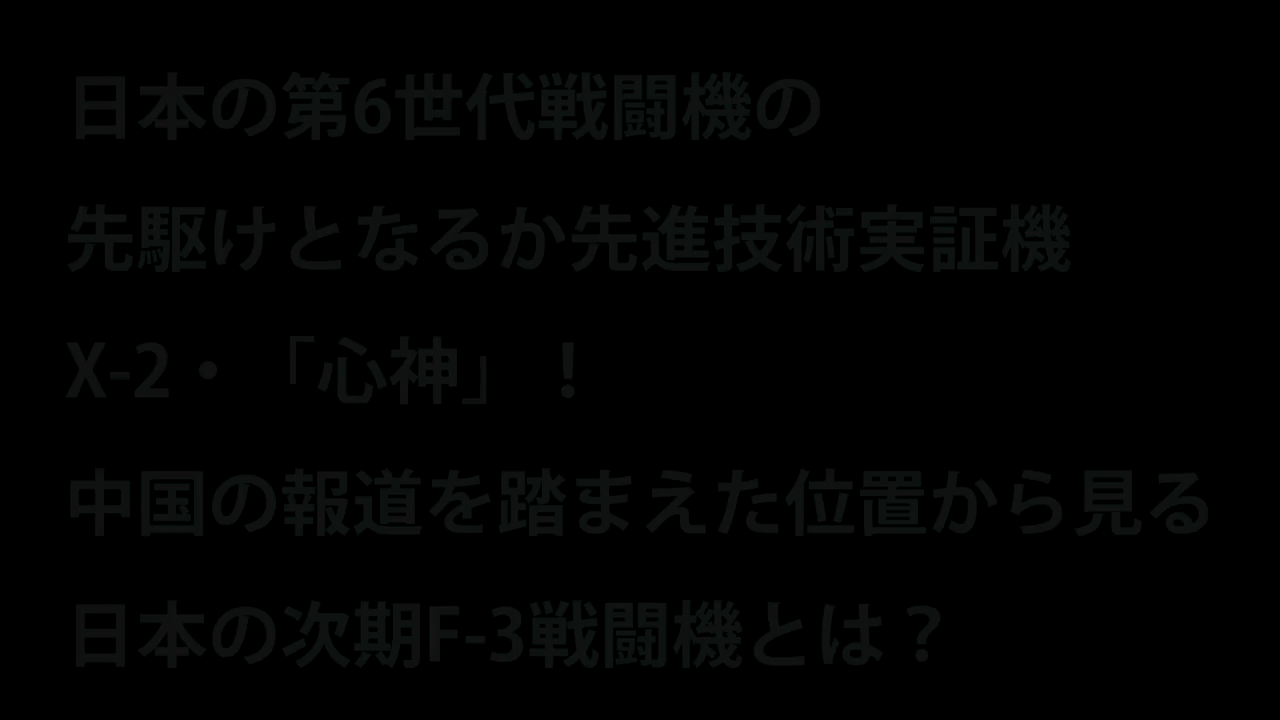 日本の第6世代戦闘機の
先駆けとなるか先進技術実証機
X-2・「心神」！
中国の報道を踏まえた位置から見る
日本の次期F-3戦闘機とは？